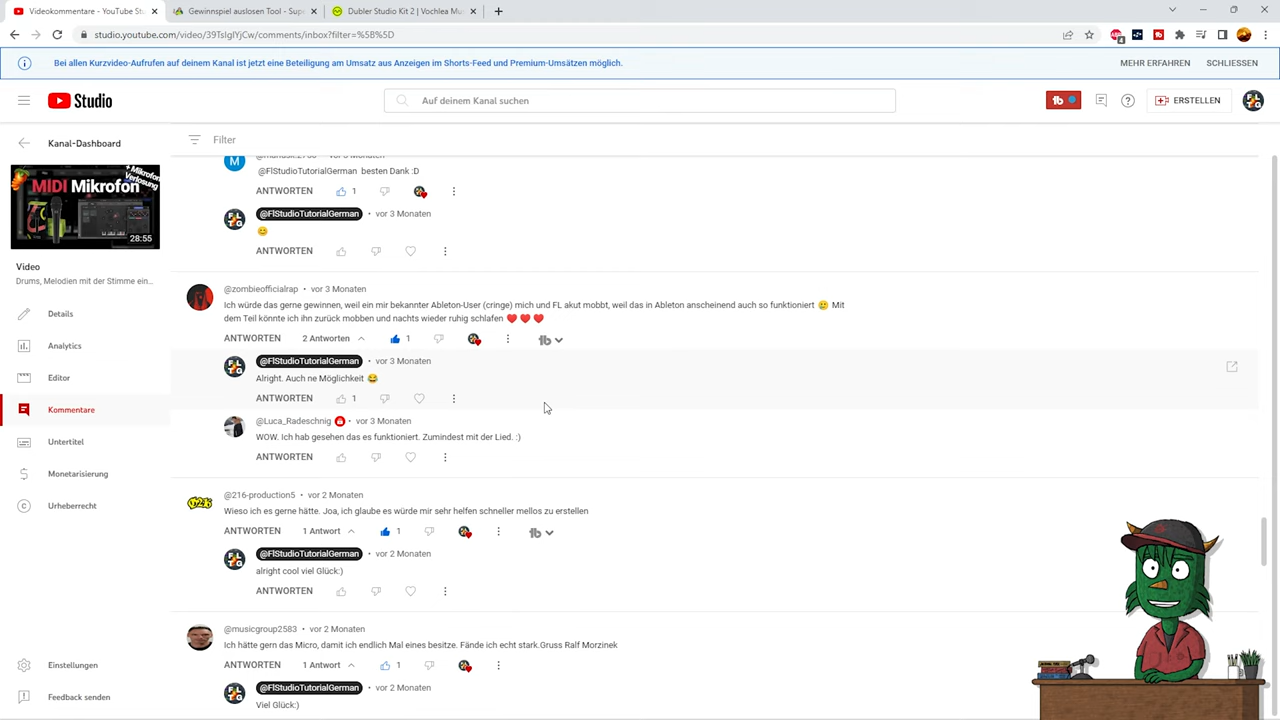 Videokommentare - YouTube Stu
Gewinnspiel auslosen Tool - Supe
Dubler Studio Kit 2 | Vochlea Mu
studio.youtube.com/video/39TsIgIYjCw/comments/inbox?filter=%5B%5D
Bei allen Kurzvideo-Aufrufen auf deinem Kanal ist jetzt eine Beteiligung am Umsatz aus Anzeigen im Shorts-Feed und Premium-Umsätzen möglich.
MEHR ERFAHREN
SCHLIESSEN
Studio
Auf deinem Kanal suchen
ERSTELLEN
Kanal-Dashboard
+ Mikrofon
Verlosung
MIDI Mikrofon
28:55
Video
Drums, Melodien mit der Stimme ein...
Details
Analytics
Editor
Kommentare
Untertitel
Monetarisierung
Urheberrecht
Einstellungen
Feedback senden
Filter
vor 3 Monaten
@FlStudioTutorialGerman besten Dank :D
ANTWORTEN 1
@FlStudioTutorialGerman • vor 3 Monaten
😊
ANTWORTEN
@zombieofficialrap • vor 3 Monaten
Ich würde das gerne gewinnen, weil ein mir bekannter Ableton-User (cringe) mich und FL akut mobbt, weil das in Ableton anscheinend auch so funktioniert 🥲 Mit
dem Teil könnte ich ihn zurück mobben und nachts wieder ruhig schlafen ♥️ ♥️ ♥️
ANTWORTEN 2 Antworten 1
@FlStudioTutorialGerman • vor 3 Monaten
Alright. Auch ne Möglichkeit 😂
ANTWORTEN 1
@Luca_Radeschnig • vor 3 Monaten
WOW. Ich hab gesehen das es funktioniert. Zumindest mit der Lied. :)
ANTWORTEN
@216-production5 • vor 2 Monaten
Wieso ich es gerne hätte. Joa, ich glaube es würde mir sehr helfen schneller mellos zu erstellen
ANTWORTEN 1 Antwort 1
@FlStudioTutorialGerman • vor 2 Monaten
alright cool viel Glück:)
ANTWORTEN
@musicgroup2583 • vor 2 Monaten
Ich hätte gern das Micro, damit ich endlich Mal eines besitze. Fände ich echt stark.Gruss Ralf Morzinek
ANTWORTEN 1 Antwort 1
@FlStudioTutorialGerman • vor 2 Monaten
Viel Glück:)